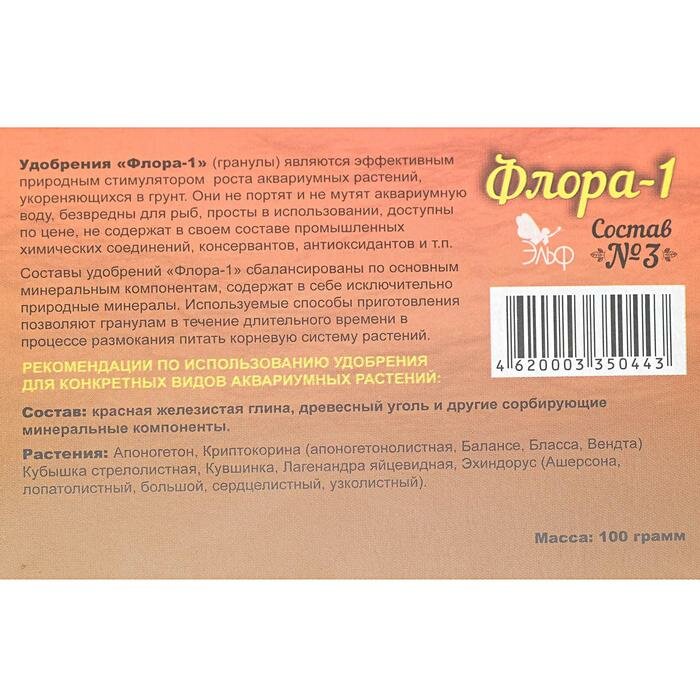 Удобрения «Флора-1» (гранулы) являются эффективным
природным стимулятором роста аквариумных растений,
укореняющихся в грунт. Они не портят и не мутят аквариумную
воду, безвредны для рыб, просты в использовании, доступны
по цене, не содержат в своем составе промышленных
химических соединений, консервантов, антиоксидантов и т.п.
Составы удобрений «Флора-1» сбалансированы по основным
минеральным компонентам, содержат в себе исключительно
природные минералы. Используемые способы приготовления
позволяют гранулам в течение длительного времени в
процессе размокания питать корневую систему растений.
Флора-1
Эльф
Состав
№3
4 620003 350443
РЕКОМЕНДАЦИИ ПО ИСПОЛЬЗОВАНИЮ УДОБРЕНИЯ
ДЛЯ КОНКРЕТНЫХ ВИДОВ АКВАРИУМНЫХ РАСТЕНИЙ:
Состав: красная железистая глина, древесный уголь и другие сорбирующие
минеральные компоненты.
Растения: Апоногетон, Криптокорина (апоногетонолистная, Балансе, Бласса, Вендта)
Кубышка стрелолистная, Кувшинка, Лагенандра яйцевидная, Эхиндорус (Ашерсона,
лопатолистный, большой, сердцелистный, узколистный).
Масса: 100 грамм